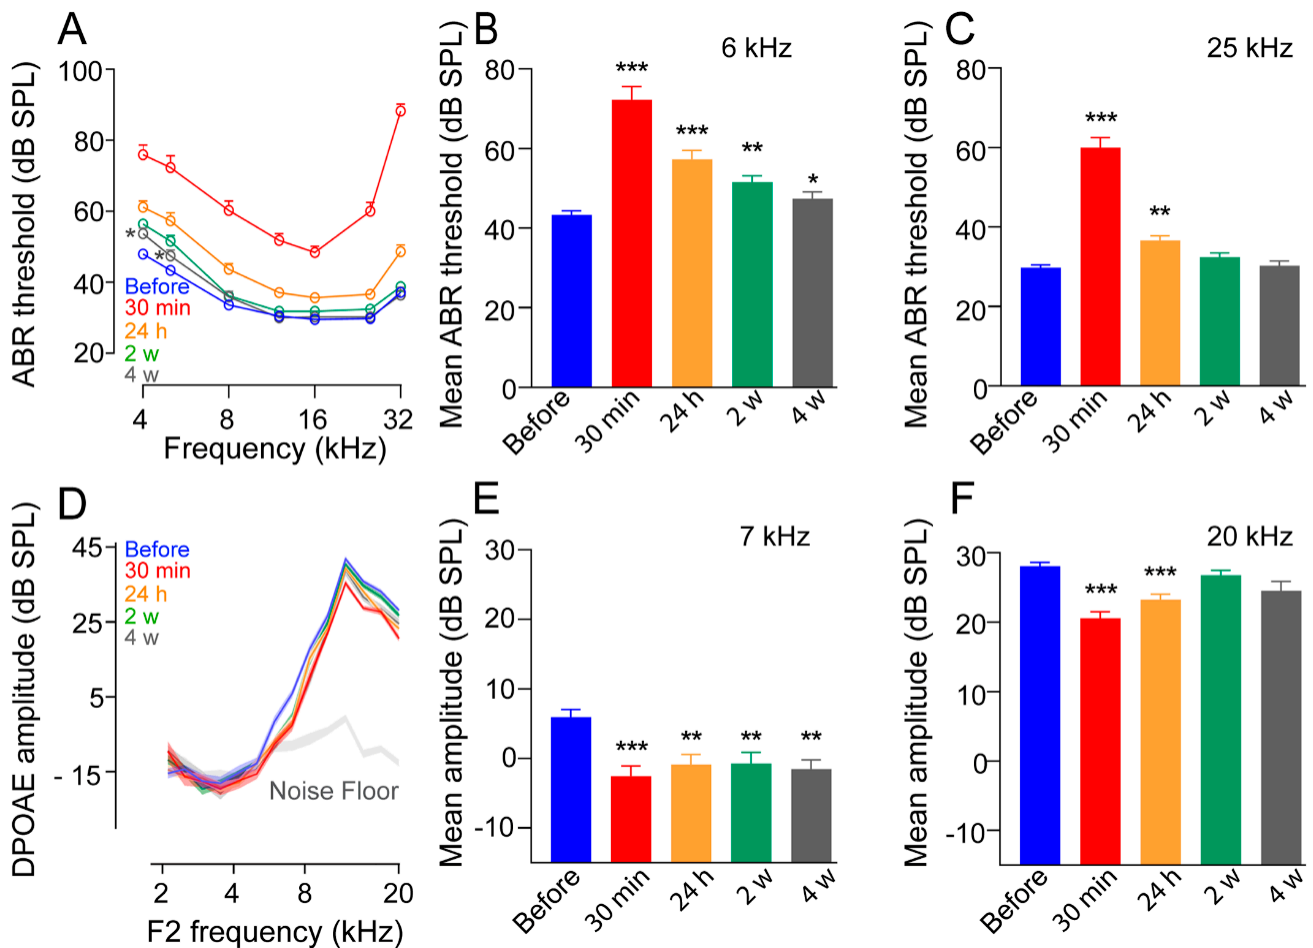 A
ABR threshold (dB SPL)
100
80
60
40
20
*
*
Before
30 min
24 h
2 w
4 w
4
8
16
32
Frequency (kHz)
B
6 kHz
Mean ABR threshold (dB SPL)
80
60
40
20
0
***
***
**
*
Before
30 min
24 h
2 w
4 w
C
25 kHz
Mean ABR threshold (dB SPL)
80
60
40
20
0
***
**
Before
30 min
24 h
2 w
4 w
D
DPOAE amplitude (dB SPL)
45
25
5
- 15
Before
30 min
24 h
2 w
4 w
Noise Floor
2
4
8
20
F2 frequency (kHz)
E
7 kHz
Mean amplitude (dB SPL)
30
20
10
0
-10
***
**
**
**
Before
30 min
24 h
2 w
4 w
F
20 kHz
Mean amplitude (dB SPL)
30
20
10
0
-10
***
***
Before
30 min
24 h
2 w
4 w